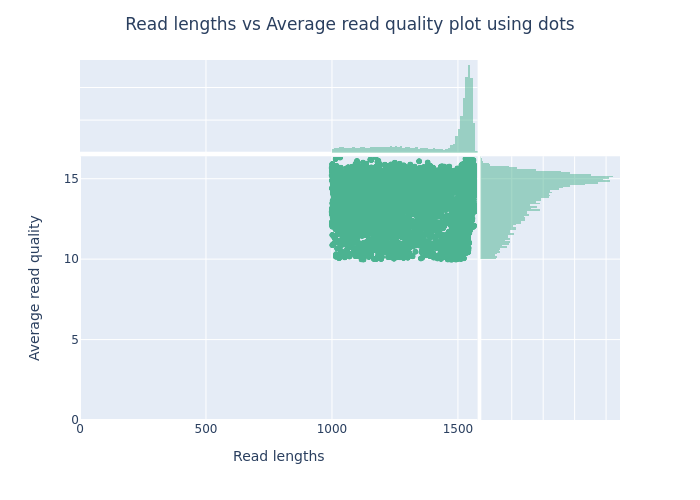 Read lengths vs Average read quality plot using dots
15
10
5
0
Average read quality
0 500 1000 1500
Read lengths